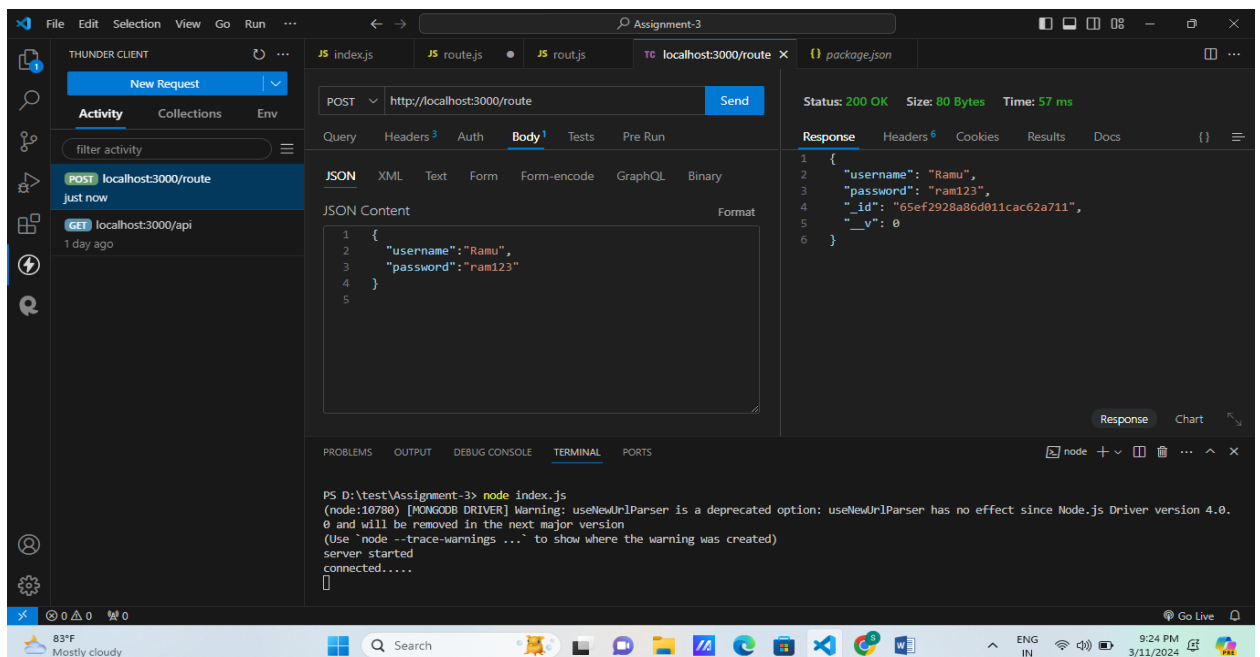 File Edit Selection View Go Run ...
Assignment-3
THUNDER CLIENT
New Request
Activity Collections Env
filter activity
POST localhost:3000/route
just now
GET localhost:3000/api
1 day ago
JS index.js JS route.js JS rout.js TC localhost:3000/route {} package.json
POST http://localhost:3000/route Send
Query Headers 3 Auth Body 1 Tests Pre Run
JSON XML Text Form Form-encode GraphQL Binary
JSON Content Format
1 {
2 "username":"Ramu",
3 "password":"ram123"
4 }
5
Status: 200 OK Size: 80 Bytes Time: 57 ms
Response Headers 6 Cookies Results Docs {}
1 {
2 "username": "Ramu",
3 "password": "ram123",
4 "_id": "65ef2928a86d011cac62a711",
5 "__v": 0
6 }
Response Chart
PROBLEMS OUTPUT DEBUG CONSOLE TERMINAL PORTS
node
PS D:\test\Assignment-3> node index.js
(node:10780) [MONGODB DRIVER] Warning: useNewUrlParser is a deprecated option: useNewUrlParser has no effect since Node.js Driver version 4.0.
0 and will be removed in the next major version
(Use `node --trace-warnings ...` to show where the warning was created)
server started
connected.....
0 0 0 Go Live
83°F
Mostly cloudy
Search
ENG
IN
9:24 PM
3/11/2024
PRE